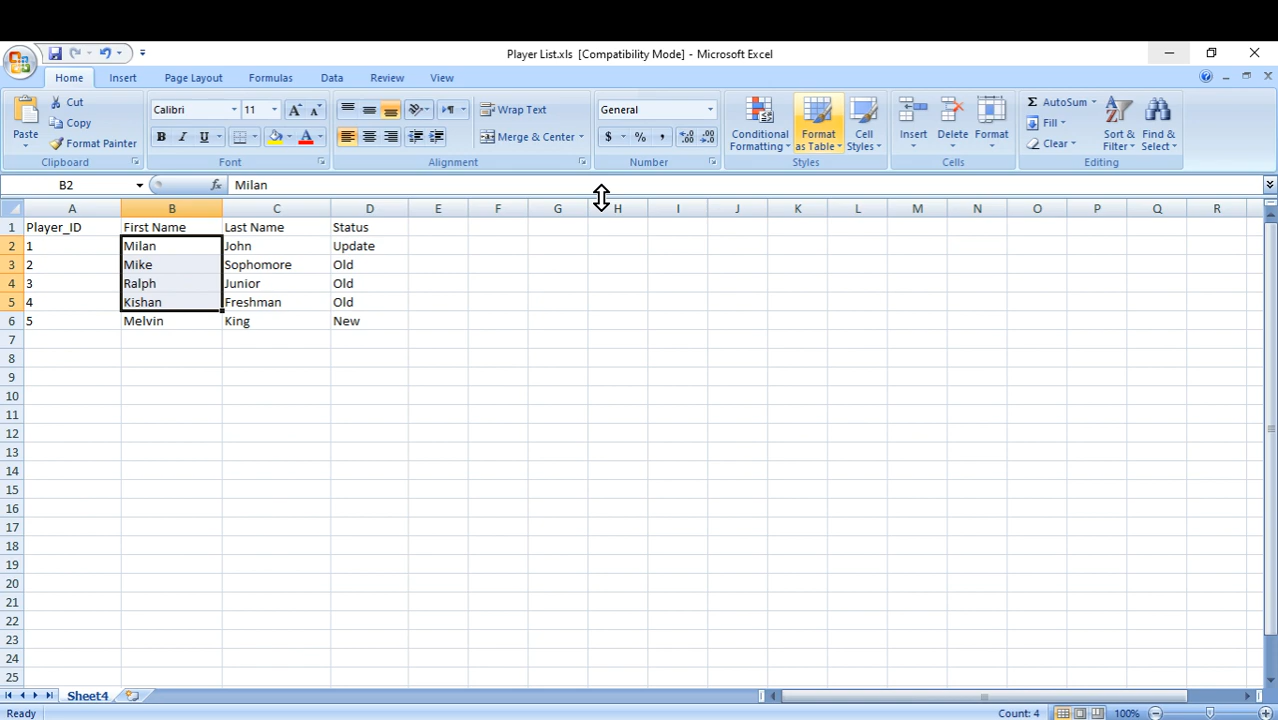 Player List.xls [Compatibility Mode] - Microsoft Excel
Home Insert Page Layout Formulas Data Review View
Paste Cut Copy Format Painter Clipboard
Calibri 11 B I U A A A Font
Wrap Text Merge & Center Alignment
General $ % , .0 .00 .00 .0 Number
Conditional Formatting Format as Table Cell Styles Styles
Insert Delete Format Cells
Σ AutoSum Fill Clear Sort & Filter Find & Select Editing
B2 fx Milan
A B C D E F G H I J K L M N O P Q R
1 Player_ID First Name Last Name Status
2 1 Milan John Update
3 2 Mike Sophomore Old
4 3 Ralph Junior Old
5 4 Kishan Freshman Old
6 5 Melvin King New
7
8
9
10
11
12
13
14
15
16
17
18
19
20
21
22
23
24
25
Sheet4
Ready Count: 4 100%